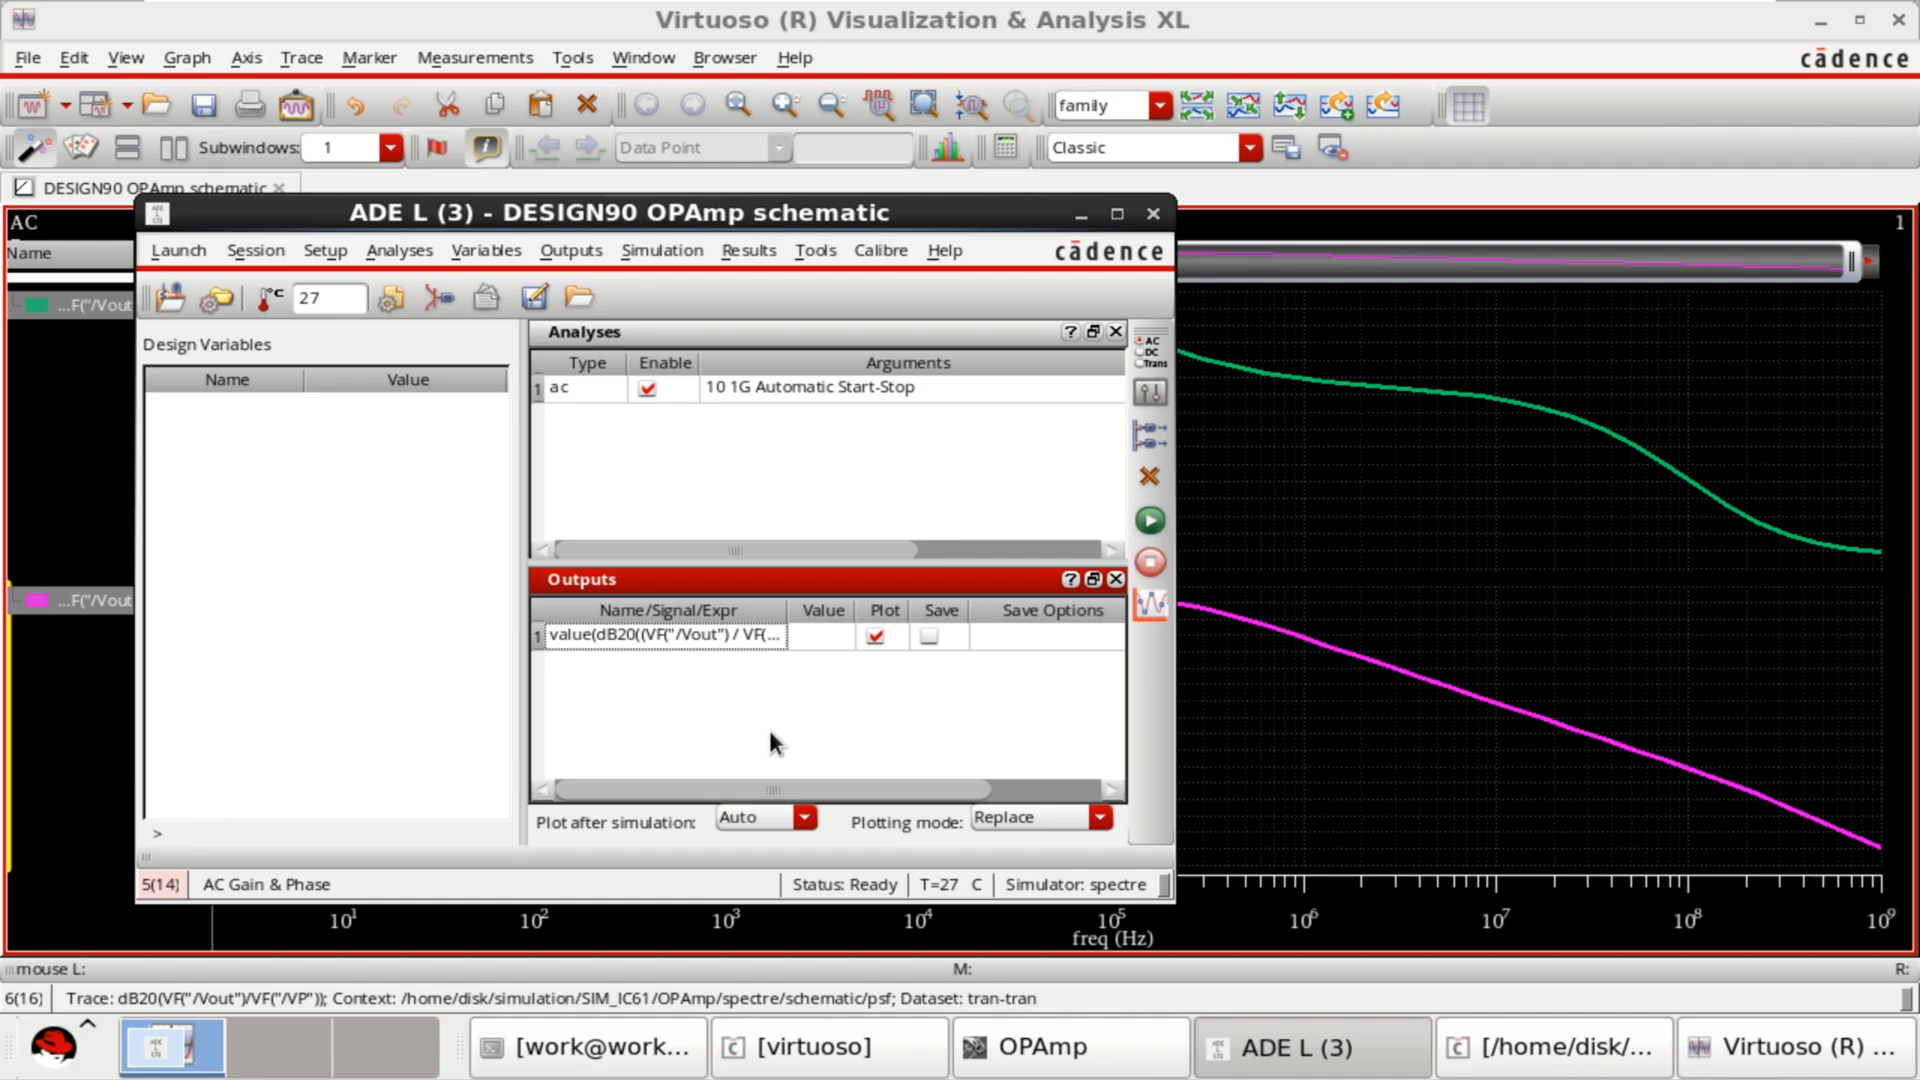 Virtuoso (R) Visualization & Analysis XL
File Edit View Graph Axis Trace Marker Measurements Tools Window Browser Help cādence
family
Subwindows: 1 Data Point Classic
DESIGN90 OPAmp schematic
AC 1
Name
...F("/Vout
...F("/Vout
ADE L (3) - DESIGN90 OPAmp schematic
Launch Session Setup Analyses Variables Outputs Simulation Results Tools Calibre Help cādence
°C 27
Design Variables
Name Value
>
Analyses
Type Enable Arguments
1 ac 10 1G Automatic Start-Stop
AC
DC
Trans
Outputs
Name/Signal/Expr Value Plot Save Save Options
1 value(dB20((VF("/Vout") / VF(...
Plot after simulation: Auto Plotting mode: Replace
5(14) AC Gain & Phase Status: Ready T=27 C Simulator: spectre
10¹ 10² 10³ 10⁴ 10⁵ 10⁶ 10⁷ 10⁸ 10⁹
freq (Hz)
mouse L: M: R:
6(16) Trace: dB20(VF("/Vout")/VF("/VP")); Context: /home/disk/simulation/SIM_IC61/OPAmp/spectre/schematic/psf; Dataset: tran-tran
[work@work... [virtuoso] OPAmp ADE L (3) [/home/disk/... Virtuoso (R) ...